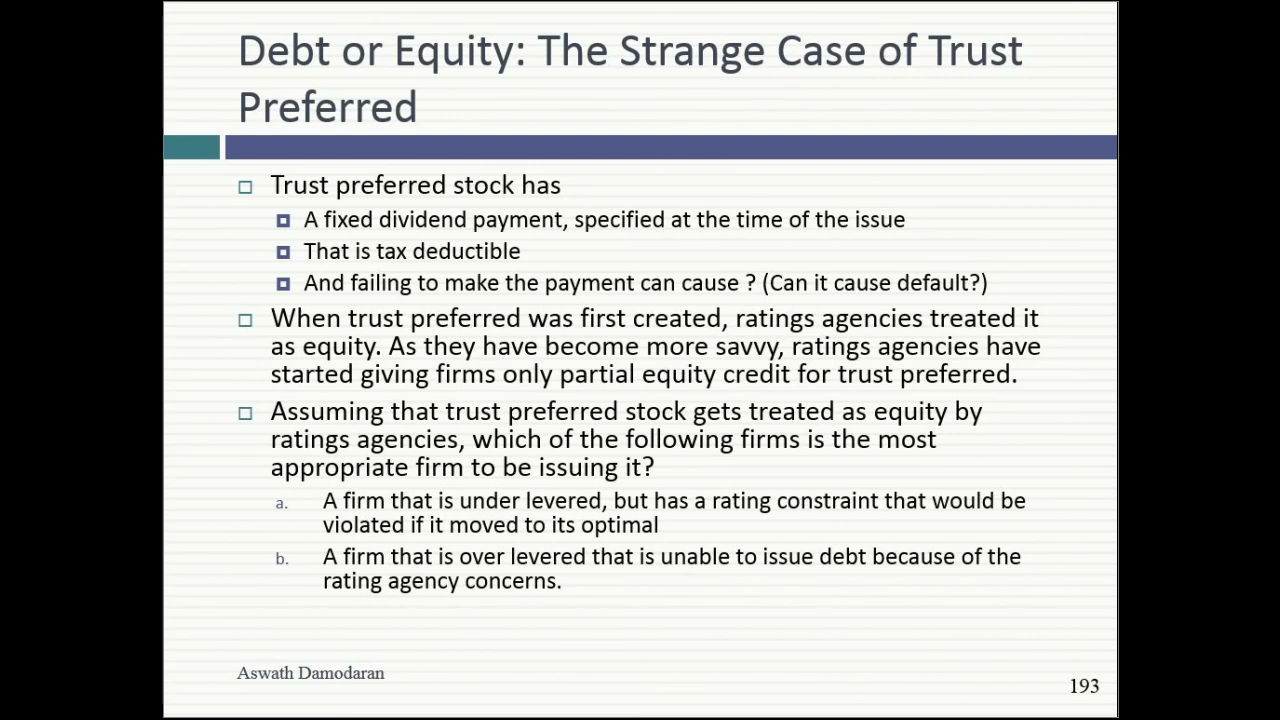 Debt or Equity: The Strange Case of Trust
Preferred
Trust preferred stock has
A fixed dividend payment, specified at the time of the issue
That is tax deductible
And failing to make the payment can cause ? (Can it cause default?)
When trust preferred was first created, ratings agencies treated it
as equity. As they have become more savvy, ratings agencies have
started giving firms only partial equity credit for trust preferred.
Assuming that trust preferred stock gets treated as equity by
ratings agencies, which of the following firms is the most
appropriate firm to be issuing it?
a. A firm that is under levered, but has a rating constraint that would be
violated if it moved to its optimal
b. A firm that is over levered that is unable to issue debt because of the
rating agency concerns.
Aswath Damodaran
193